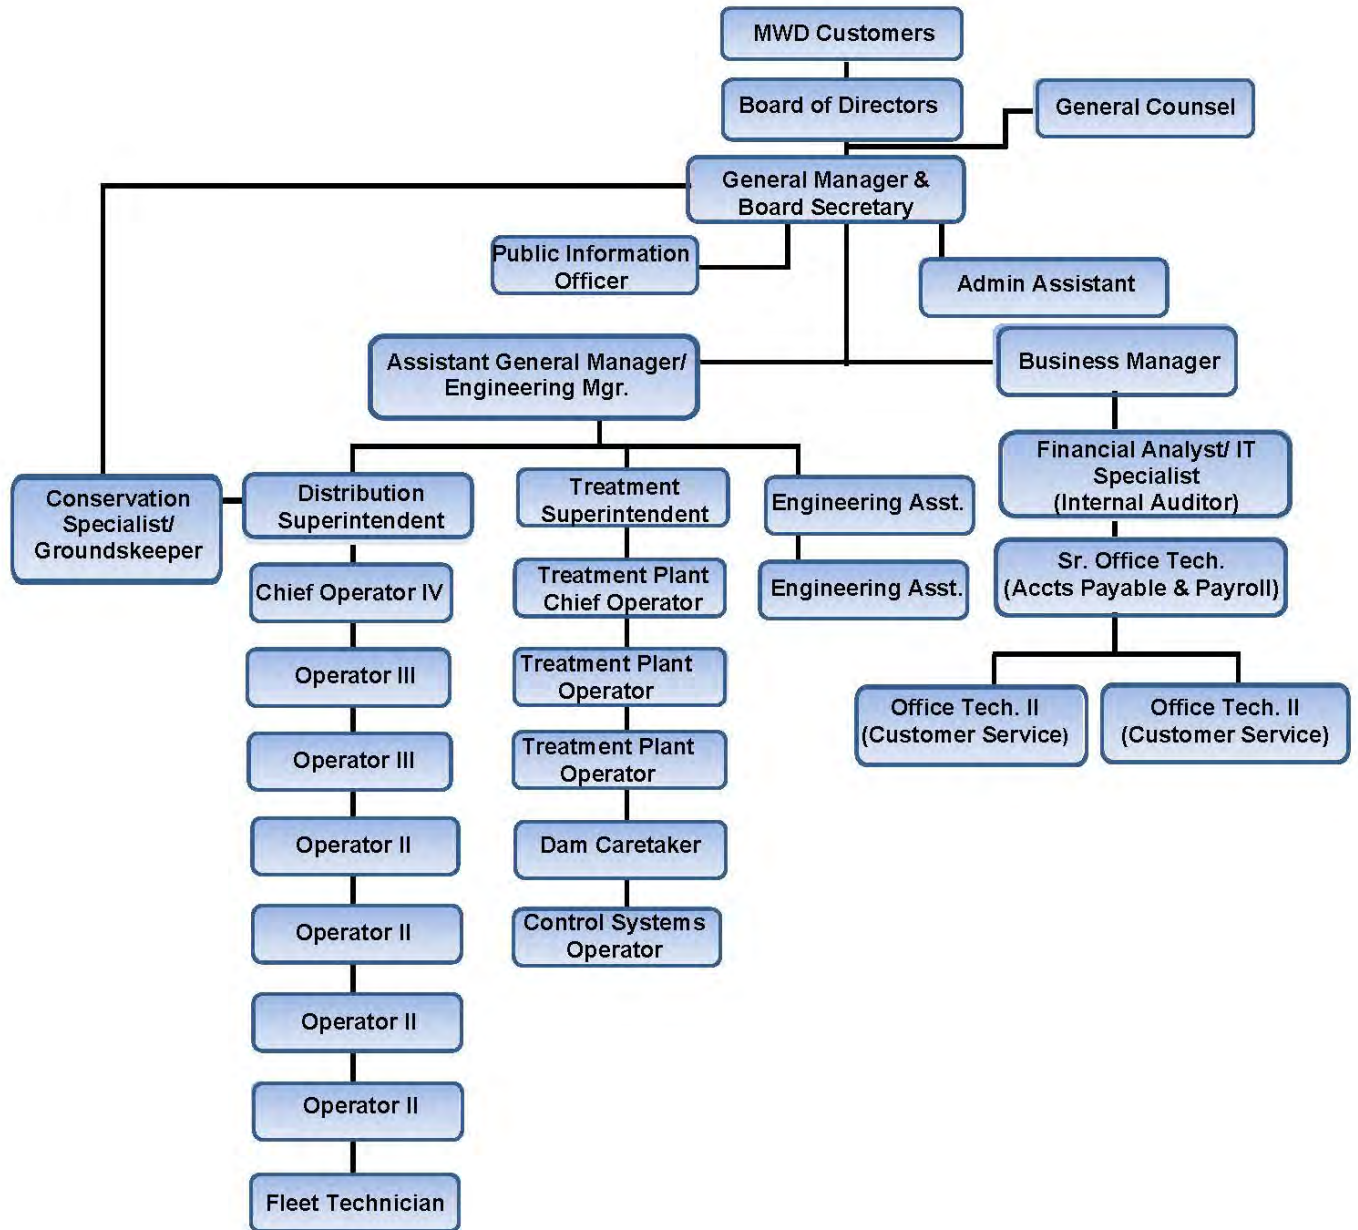 MWD Customers
Board of Directors
General Counsel
General Manager &
Board Secretary
Public Information
Officer
Admin Assistant
Assistant General Manager/
Engineering Mgr.
Business Manager
Conservation
Specialist/
Groundskeeper
Distribution
Superintendent
Treatment
Superintendent
Engineering Asst.
Financial Analyst/ IT
Specialist
(Internal Auditor)
Chief Operator IV
Treatment Plant
Chief Operator
Engineering Asst.
Sr. Office Tech.
(Accts Payable & Payroll)
Operator III
Treatment Plant
Operator
Office Tech. II
(Customer Service)
Office Tech. II
(Customer Service)
Operator III
Treatment Plant
Operator
Operator II
Dam Caretaker
Operator II
Control Systems
Operator
Operator II
Operator II
Fleet Technician